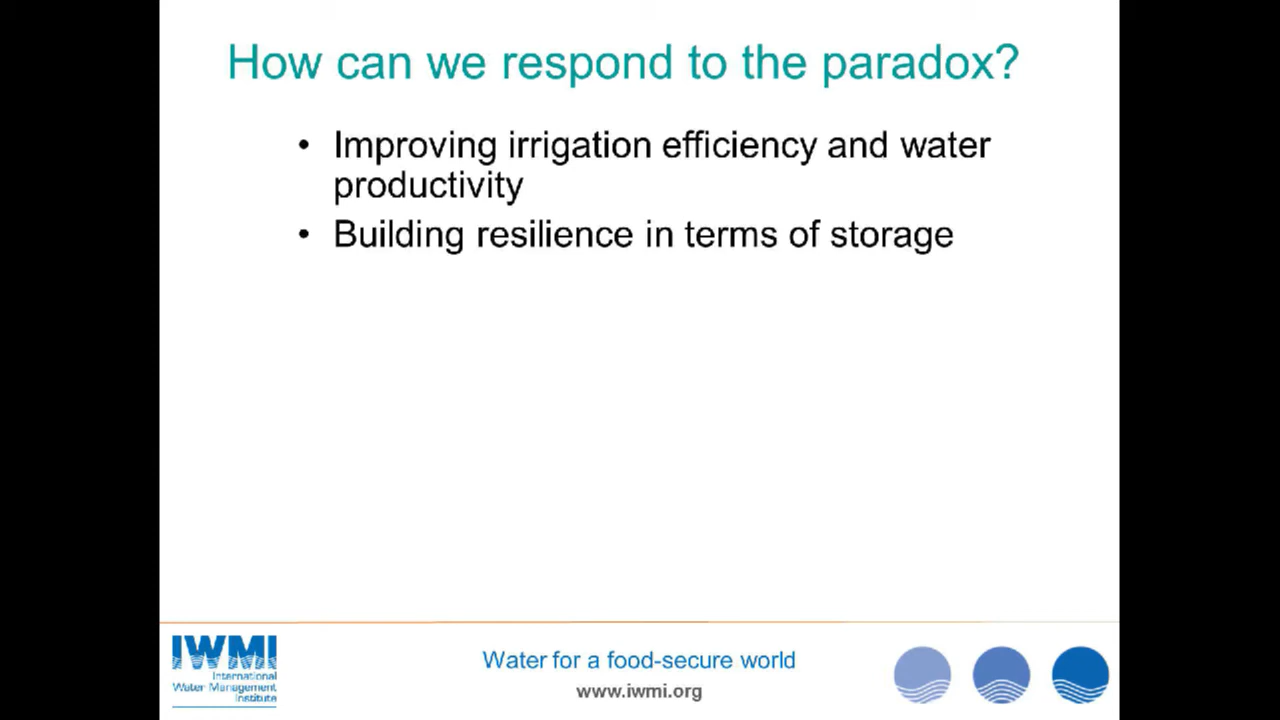 How can we respond to the paradox?
• Improving irrigation efficiency and water
productivity
• Building resilience in terms of storage
IWMI
International
Water Management
Institute
Water for a food-secure world
www.iwmi.org